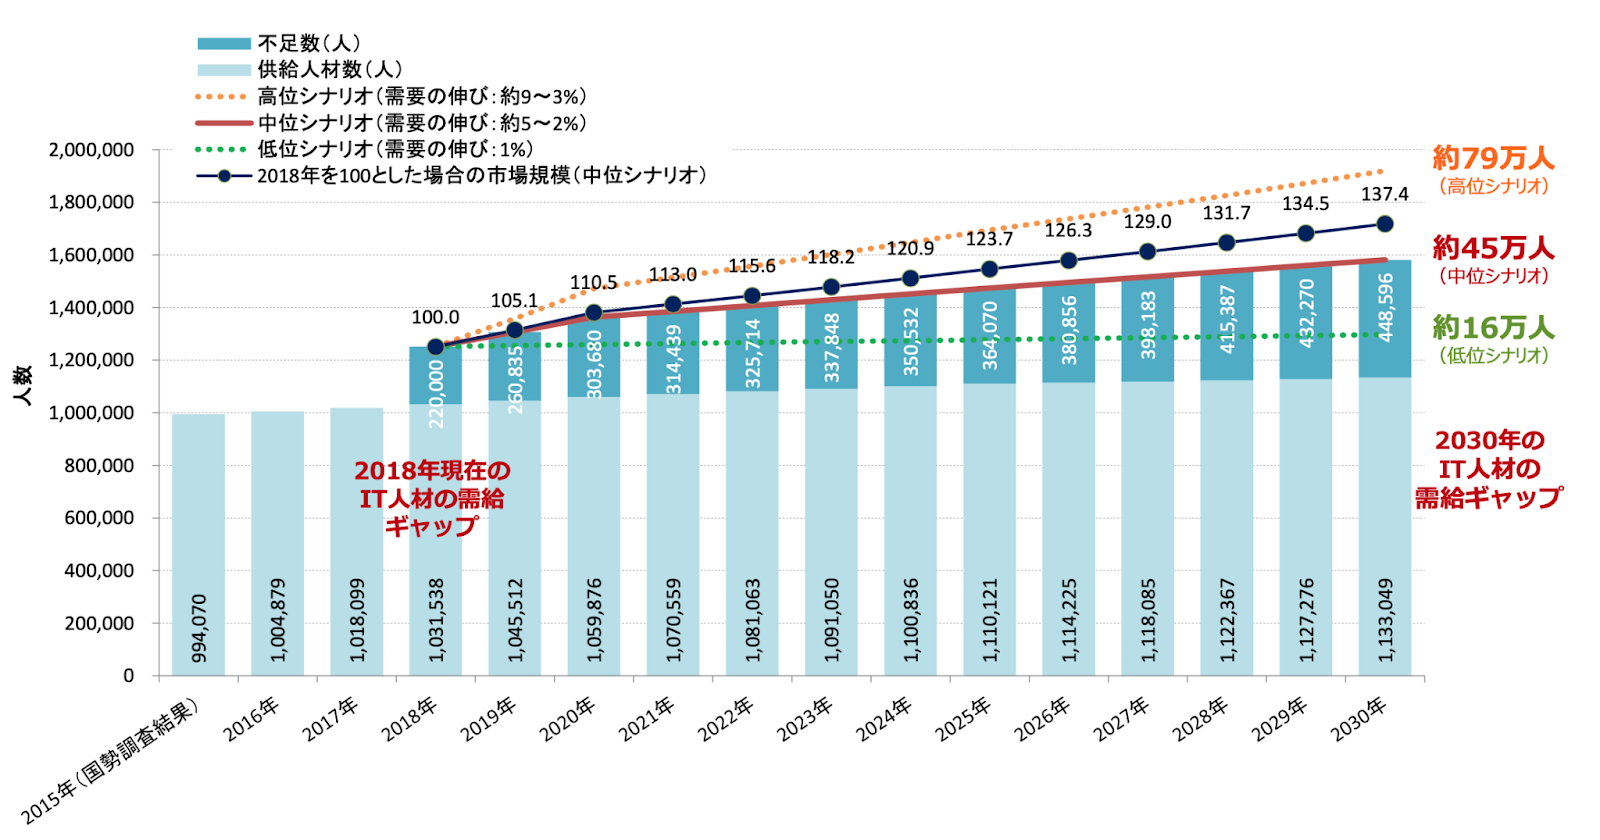 不足数（人）
供給人材数（人）
高位シナリオ（需要の伸び：約9～3%）
中位シナリオ（需要の伸び：約5～2%）
低位シナリオ（需要の伸び：1%）
2018年を100とした場合の市場規模（中位シナリオ）
人数
2,000,000
1,800,000
1,600,000
1,400,000
1,200,000
1,000,000
800,000
600,000
400,000
200,000
0
100.0
105.1
110.5
113.0
115.6
118.2
120.9
123.7
126.3
129.0
131.7
134.5
137.4
220,000
260,835
303,680
314,439
325,714
337,848
350,532
364,070
380,856
398,183
415,387
432,270
448,596
約79万人
（高位シナリオ）
約45万人
（中位シナリオ）
約16万人
（低位シナリオ）
2018年現在の
IT人材の需給
ギャップ
2030年の
IT人材の
需給ギャップ
994,070
1,004,879
1,018,099
1,031,538
1,045,512
1,059,876
1,070,559
1,081,063
1,091,050
1,100,836
1,110,121
1,114,225
1,118,085
1,122,367
1,127,276
1,133,049
2015年（国勢調査結果）
2016年
2017年
2018年
2019年
2020年
2021年
2022年
2023年
2024年
2025年
2026年
2027年
2028年
2029年
2030年